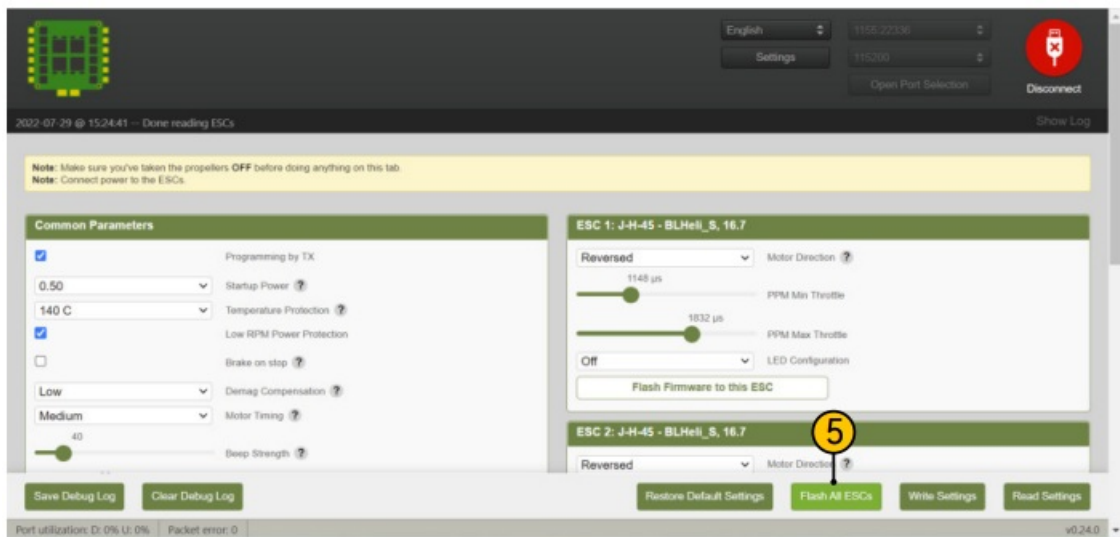 English
1155:22336
Settings
115200
Open Port Selection
Disconnect
2022-07-29 @ 15:24:41 -- Done reading ESCs
Show Log
Note: Make sure you've taken the propellers OFF before doing anything on this tab.
Note: Connect power to the ESCs.
Common Parameters
Programming by TX
0.50 Startup Power ?
140 C Temperature Protection ?
Low RPM Power Protection
Brake on stop ?
Low Demag Compensation ?
Medium Motor Timing ?
40
Beep Strength ?
ESC 1: J-H-45 - BLHeli_S, 16.7
Reversed Motor Direction ?
1148 µs
PPM Min Throttle
1832 µs
PPM Max Throttle
Off LED Configuration
Flash Firmware to this ESC
ESC 2: J-H-45 - BLHeli_S, 16.7
5
Reversed Motor Direction ?
Save Debug Log Clear Debug Log Restore Default Settings Flash All ESCs Write Settings Read Settings
Port utilization: D: 0% U: 0% Packet error: 0 v0.24.0